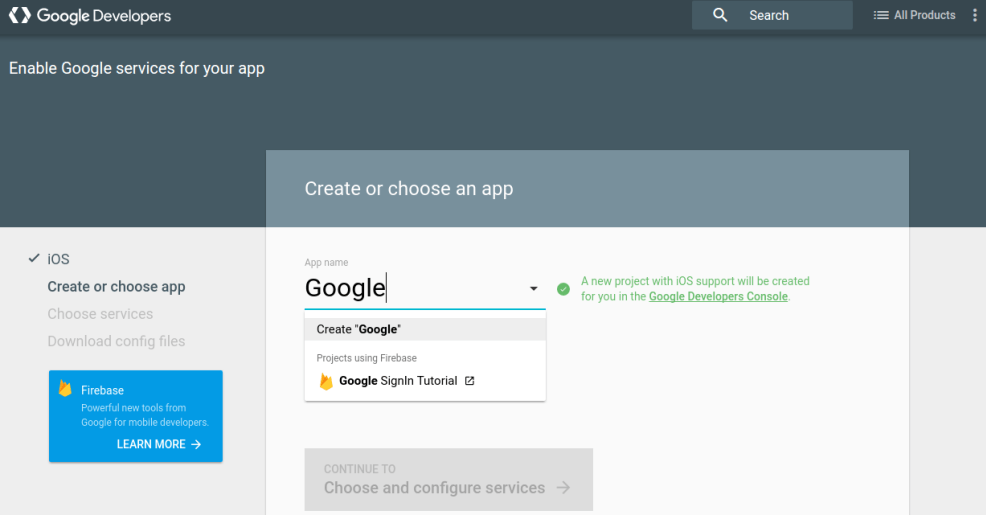 Google Developers
Search
All Products
Enable Google services for your app
Create or choose an app
iOS
Create or choose app
Choose services
Download config files
Firebase
Powerful new tools from
Google for mobile developers.
LEARN MORE
App name
Google
A new project with iOS support will be created
for you in the Google Developers Console.
Create "Google"
Projects using Firebase
Google SignIn Tutorial
CONTINUE TO
Choose and configure services